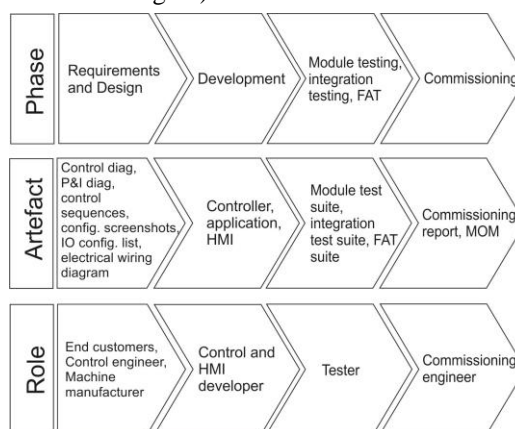 Phase
Requirements
and Design
Development
Module testing,
integration
testing, FAT
Commissioning
Artefact
Control diag,
P&I diag,
control
sequences,
config. screenshots,
IO config. list,
electrical wiring
diagram
Controller,
application,
HMI
Module test
suite,
integration
test suite, FAT
suite
Commissioning
report, MOM
Role
End customers,
Control engineer,
Machine
manufacturer
Control and
HMI
developer
Tester
Commissioning
engineer